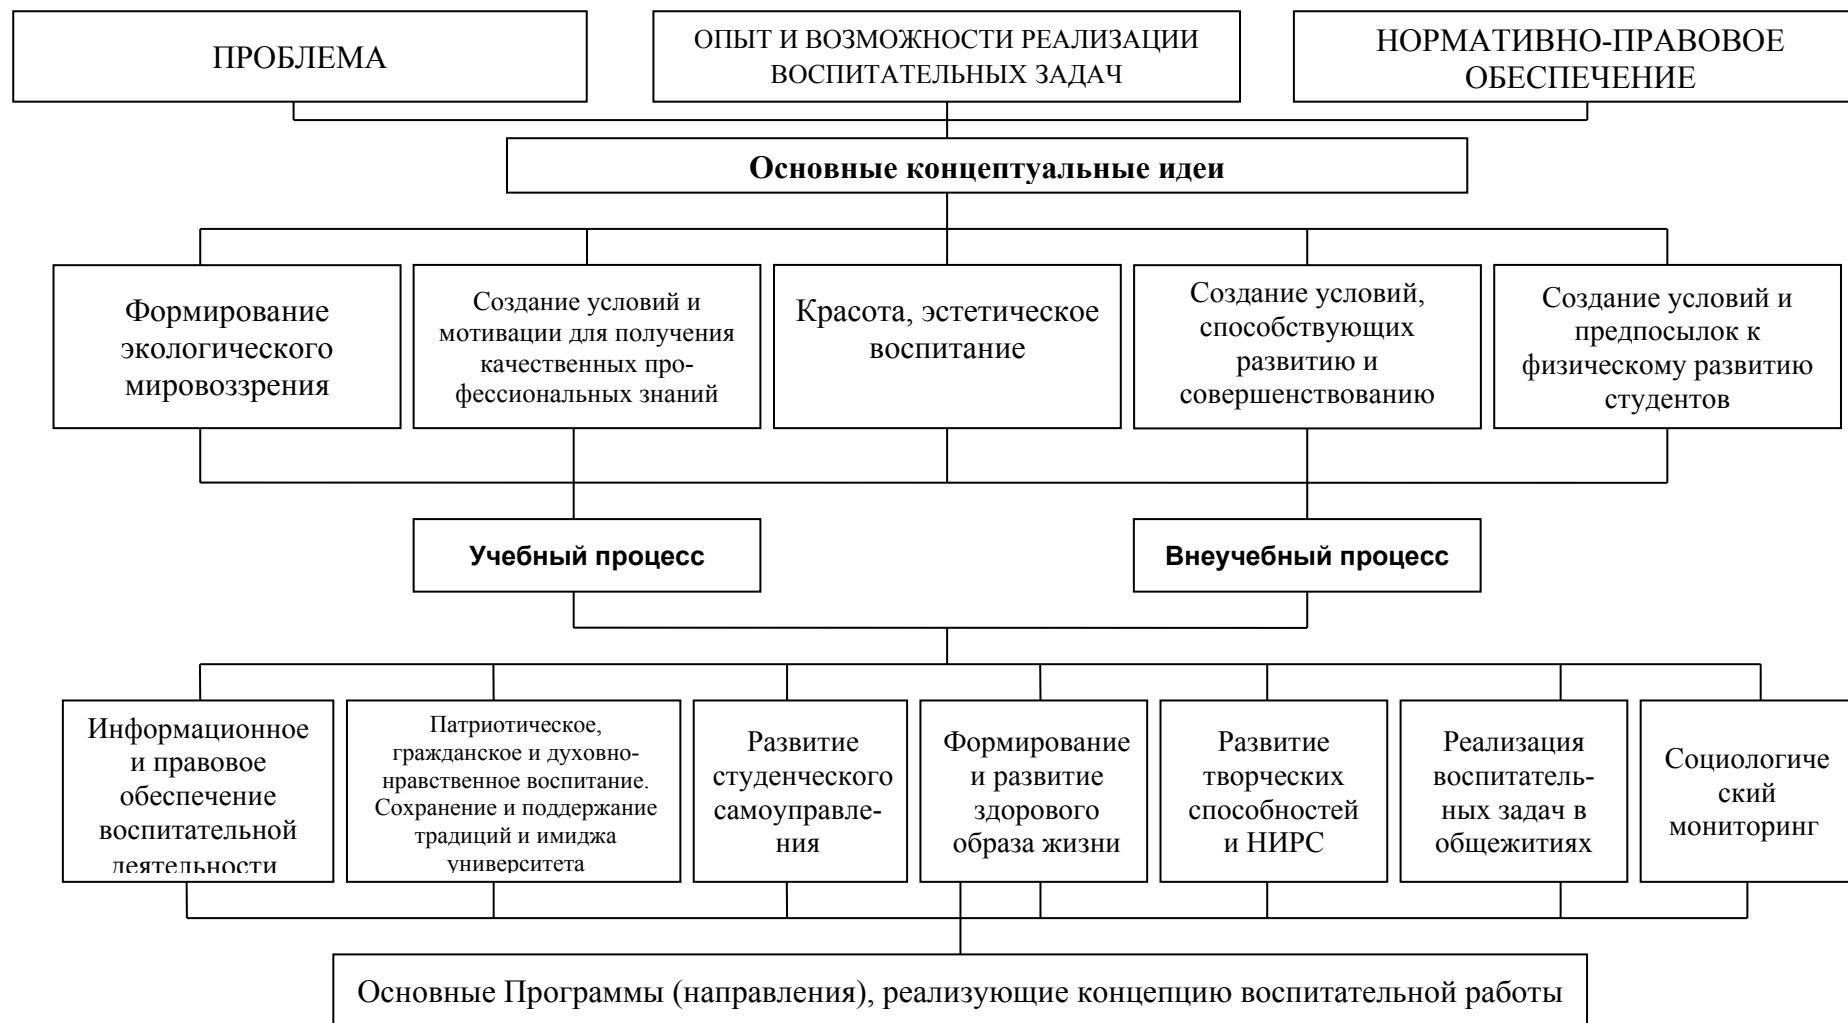 ПРОБЛЕМА
ОПЫТ И ВОЗМОЖНОСТИ РЕАЛИЗАЦИИ
ВОСПИТАТЕЛЬНЫХ ЗАДАЧ
НОРМАТИВНО-ПРАВОВОЕ
ОБЕСПЕЧЕНИЕ
Основные концептуальные идеи
Формирование
экологического
мировоззрения
Создание условий и
мотивации для получения
качественных про-
фессиональных знаний
Красота, эстетическое
воспитание
Создание условий,
способствующих
развитию и
совершенствованию
Создание условий и
предпосылок к
физическому развитию
студентов
Учебный процесс
Внеучебный процесс
Информационное
и правовое
обеспечение
воспитательной
деятельности
Патриотическое,
гражданское и духовно-
нравственное воспитание.
Сохранение и поддержание
традиций и имиджа
университета
Развитие
студенческого
самоуправле-
ния
Формирование
и развитие
здорового
образа жизни
Развитие
творческих
способностей
и НИРС
Реализация
воспитатель-
ных задач в
общежитиях
Социологиче
ский
мониторинг
Основные Программы (направления), реализующие концепцию воспитательной работы